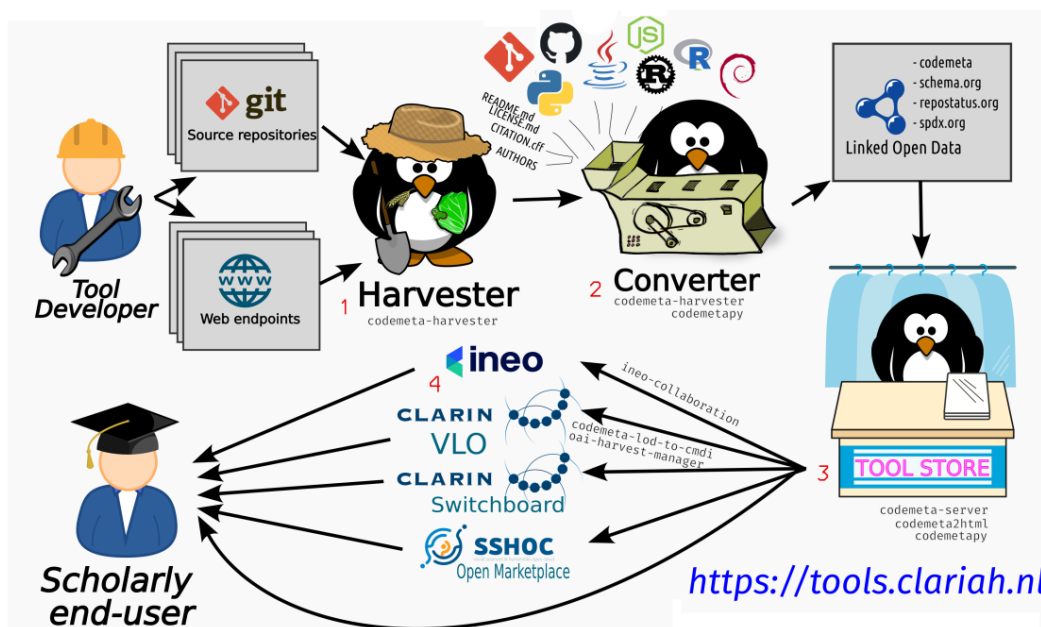 git
Source repositories
Tool
Developer
www
Web endpoints
1
Harvester
codemeta-harvester
JS
R
README.md
LICENSE.md
CITATION.cff
AUTHORS
2
Converter
codemeta-harvester
codemetapy
- codemeta
- schema.org
- repostatus.org
- spdx.org
Linked Open Data
3
TOOL STORE
codemeta-server
codemeta2html
codemetapy
ineo-collaboration
codemeta-lod-to-cmdi
oai-harvest-manager
4
ineo
CLARIN
VLO
CLARIN
Switchboard
SSHOC
Open Marketplace
Scholarly
end-user
https://tools.clariah.nl